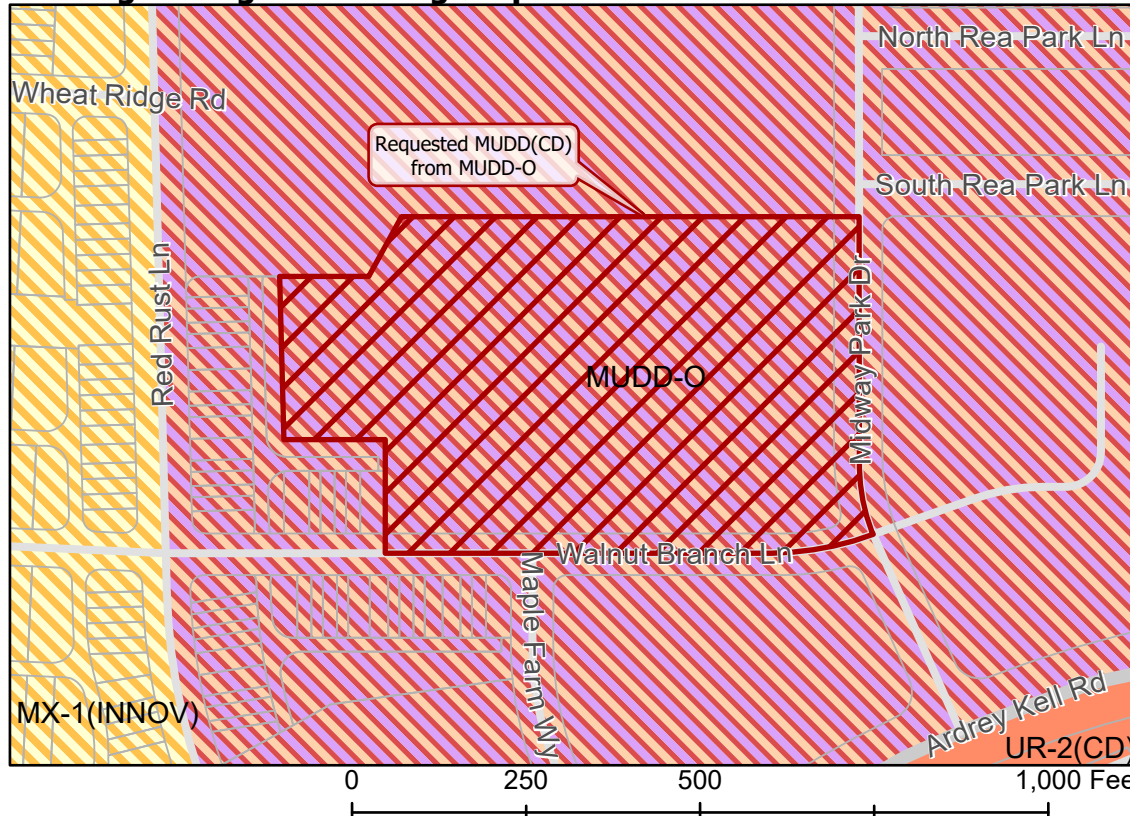 North Rea Park Ln
Wheat Ridge Rd
Requested MUDD(CD)
from MUDD-O
South Rea Park Ln
Red Rust Ln
Midway Park Dr
MUDD-O
Walnut Branch Ln
Maple Farm Wy
MX-1(INNOV)
Ardrey Kell Rd
UR-2(CD)
0 250 500 1,000 Fee